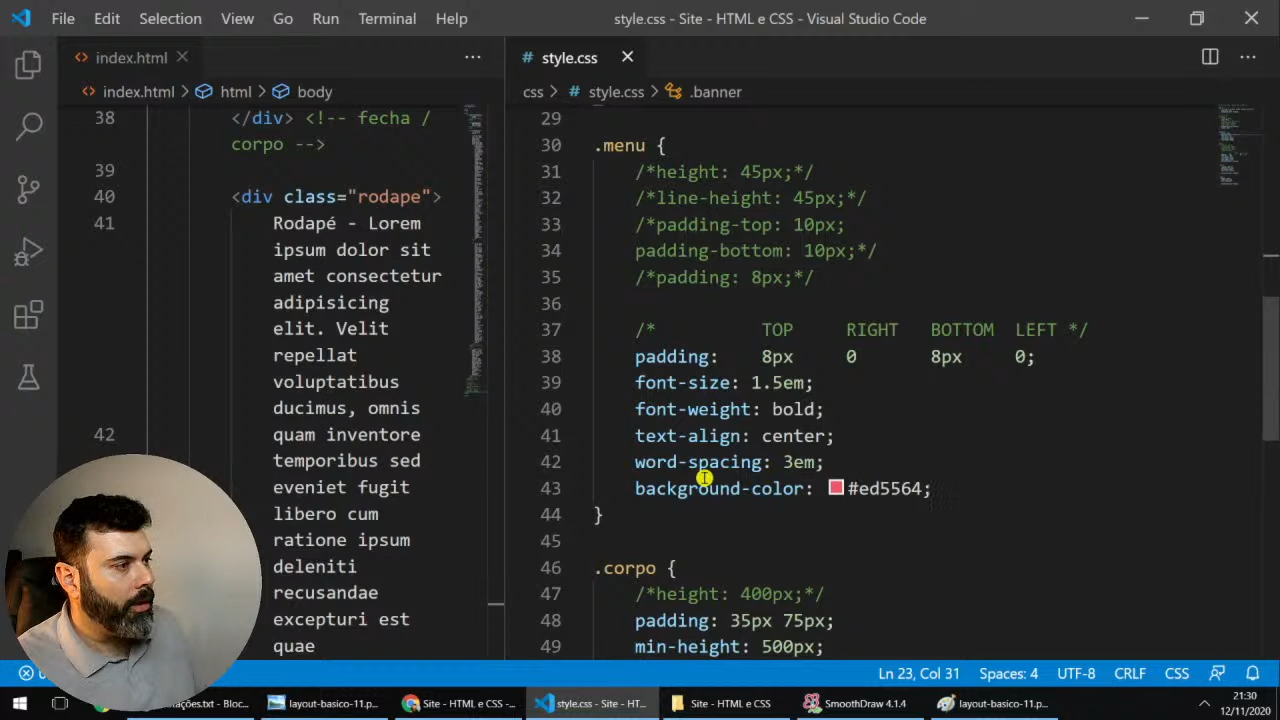 File Edit Selection View Go Run Terminal Help style.css - Site - HTML e CSS - Visual Studio Code
index.html
style.css
index.html > html > body
css > # style.css > .banner
38 </div> <!-- fecha /
corpo -->
39
40 <div class="rodape">
41 Rodapé - Lorem
ipsum dolor sit
amet consectetur
adipisicing
elit. Velit
repellat
voluptatibus
ducimus, omnis
42 quam inventore
temporibus sed
eveniet fugit
libero cum
ratione ipsum
deleniti
recusandae
excepturi est
quae
29
30 .menu {
31 /*height: 45px;*/
32 /*line-height: 45px;*/
33 /*padding-top: 10px;
34 padding-bottom: 10px;*/
35 /*padding: 8px;*/
36
37 /* TOP RIGHT BOTTOM LEFT */
38 padding: 8px 0 8px 0;
39 font-size: 1.5em;
40 font-weight: bold;
41 text-align: center;
42 word-spacing: 3em;
43 background-color: #ed5564;
44 }
45
46 .corpo {
47 /*height: 400px;*/
48 padding: 35px 75px;
49 min-height: 500px;
Ln 23, Col 31 Spaces: 4 UTF-8 CRLF CSS
ações.txt - Bloc... layout-basico-11.p... Site - HTML e CSS -... style.css - Site - HT... Site - HTML e CSS SmoothDraw 4.1.4 layout-basico-11.p...
21:30
12/11/2020